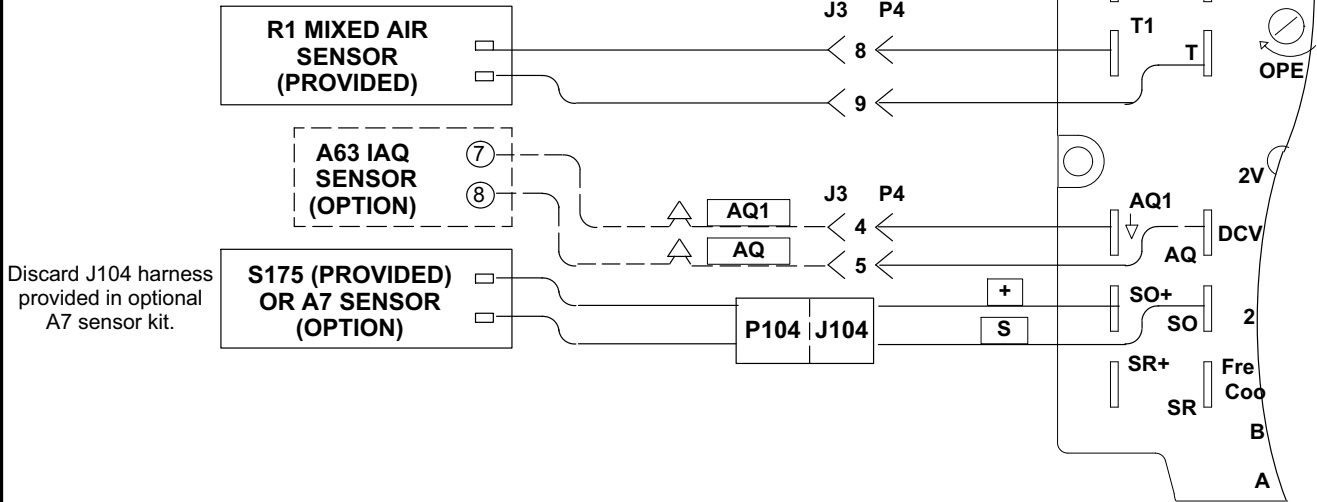 J3 P4
R1 MIXED AIR
SENSOR
(PROVIDED)
8
9
T1
T
OPE
A63 IAQ
SENSOR
(OPTION)
7
8
AQ1
AQ
J3 P4
4
5
AQ1
AQ
2V
DCV
Discard J104 harness
provided in optional
A7 sensor kit.
S175 (PROVIDED)
OR A7 SENSOR
(OPTION)
P104 J104
+
S
SO+
SO
2
SR+
SR
Fre
Coo
B
A